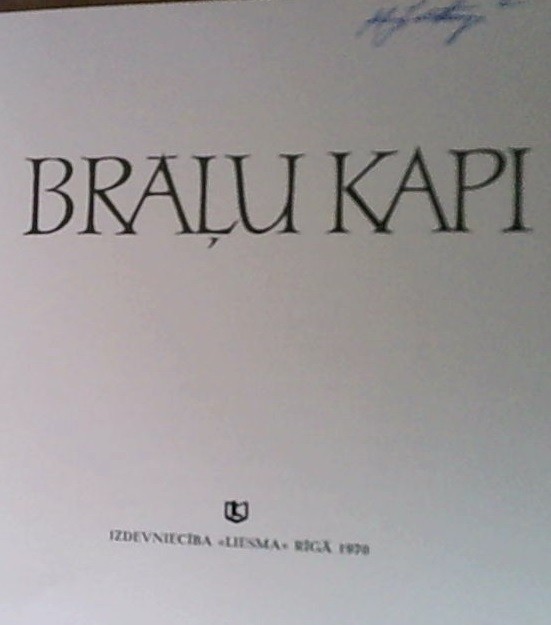 BRĀĻU KAPI
IZDEVNIECĪBA «LIESMA» RĪGĀ 1970